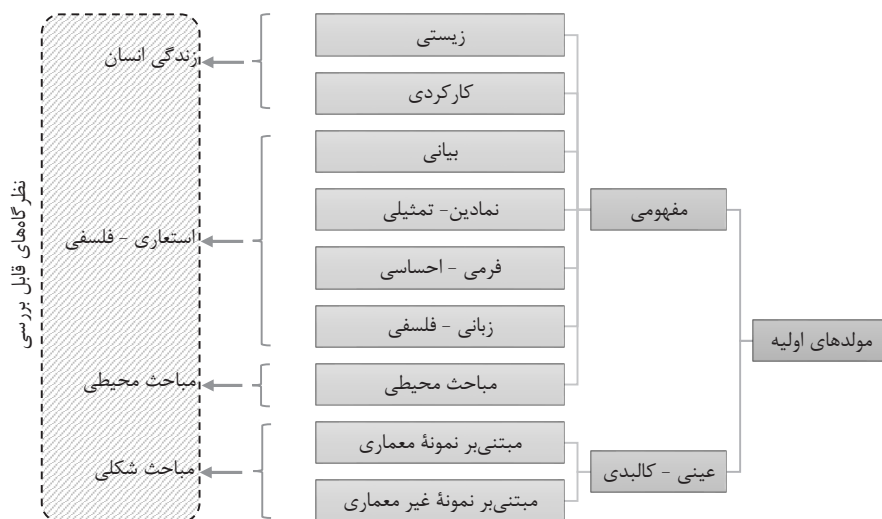 مولدهای اولیه
مفهومی
عینی - کالبدی
زیستی
کارکردی
بیانی
نمادین- تمثیلی
فرمی - احساسی
زبانی - فلسفی
مباحث محیطی
مبتنی‌بر نمونهٔ معماری
مبتنی‌بر نمونهٔ غیر معماری
زندگی انسان
استعاری - فلسفی
مباحث محیطی
مباحث شکلی
نظرگاه‌های قابل بررسی